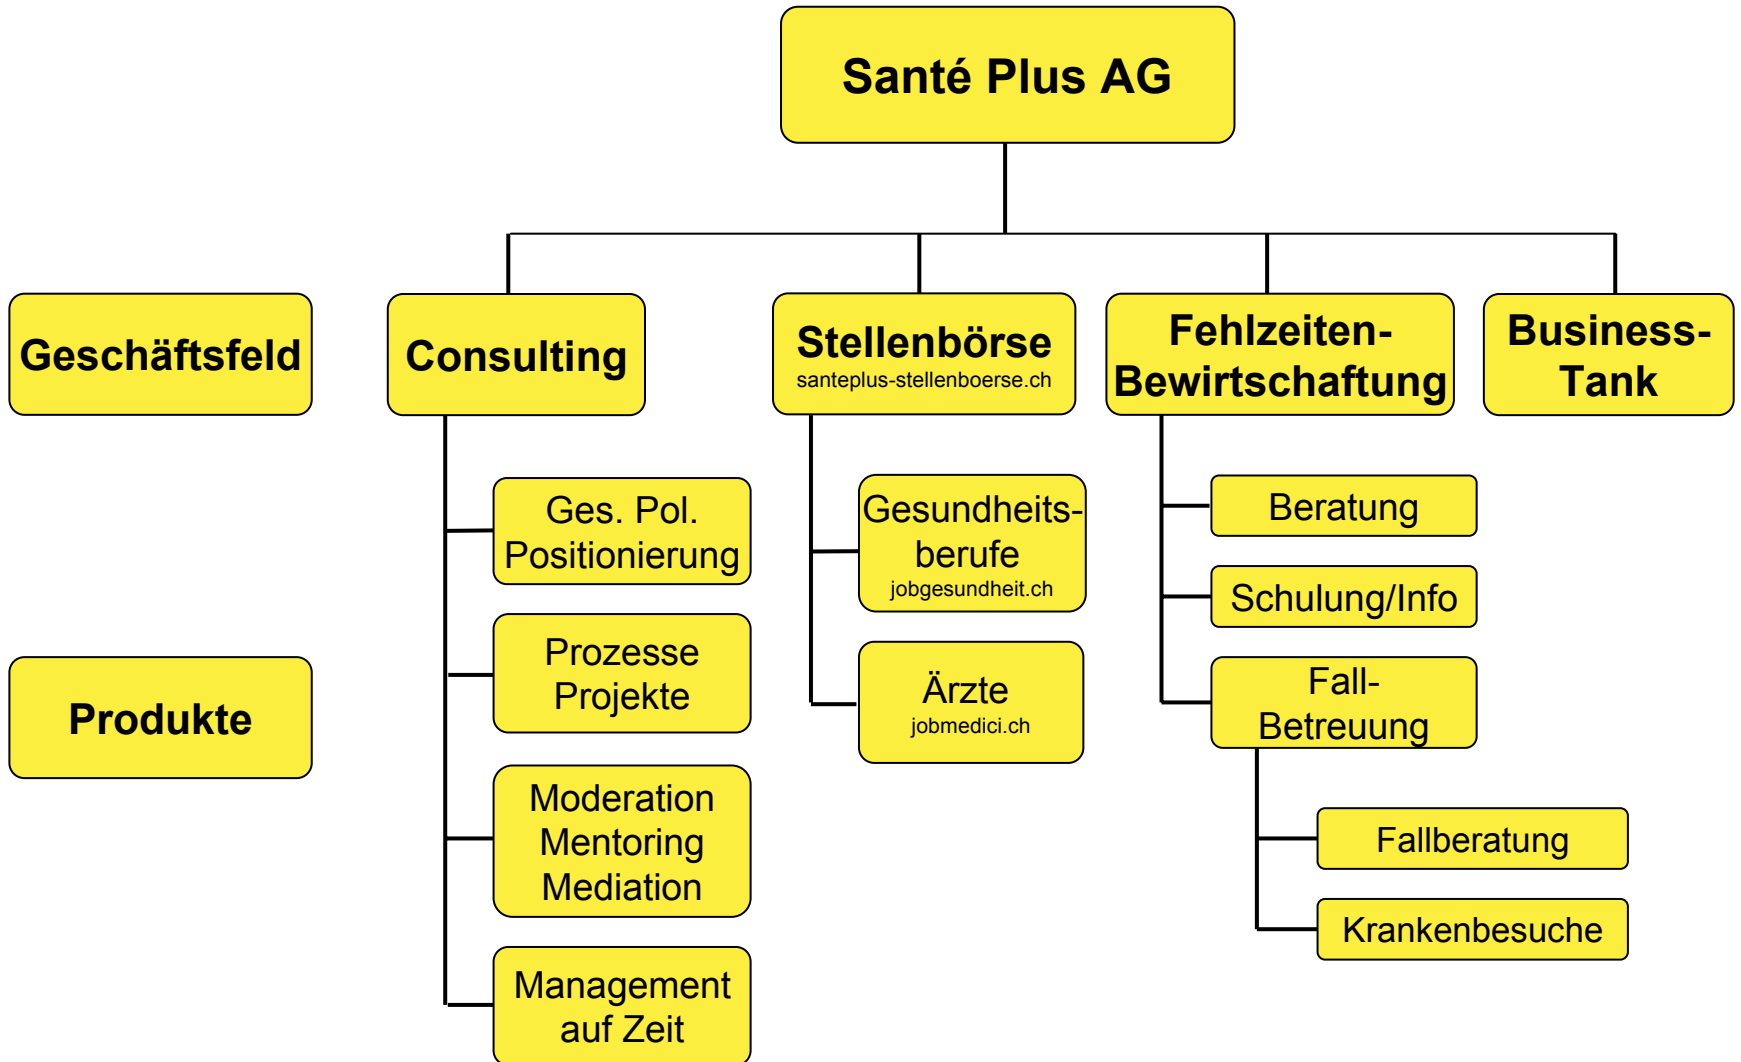 Santé Plus AG
Geschäftsfeld
Consulting
Stellenbörse
santeplus-stellenboerse.ch
Fehlzeiten-
Bewirtschaftung
Business-
Tank
Produkte
Ges. Pol.
Positionierung
Prozesse
Projekte
Moderation
Mentoring
Mediation
Management
auf Zeit
Gesundheits-
berufe
jobgesundheit.ch
Ärzte
jobmedici.ch
Beratung
Schulung/Info
Fall-
Betreuung
Fallberatung
Krankenbesuche